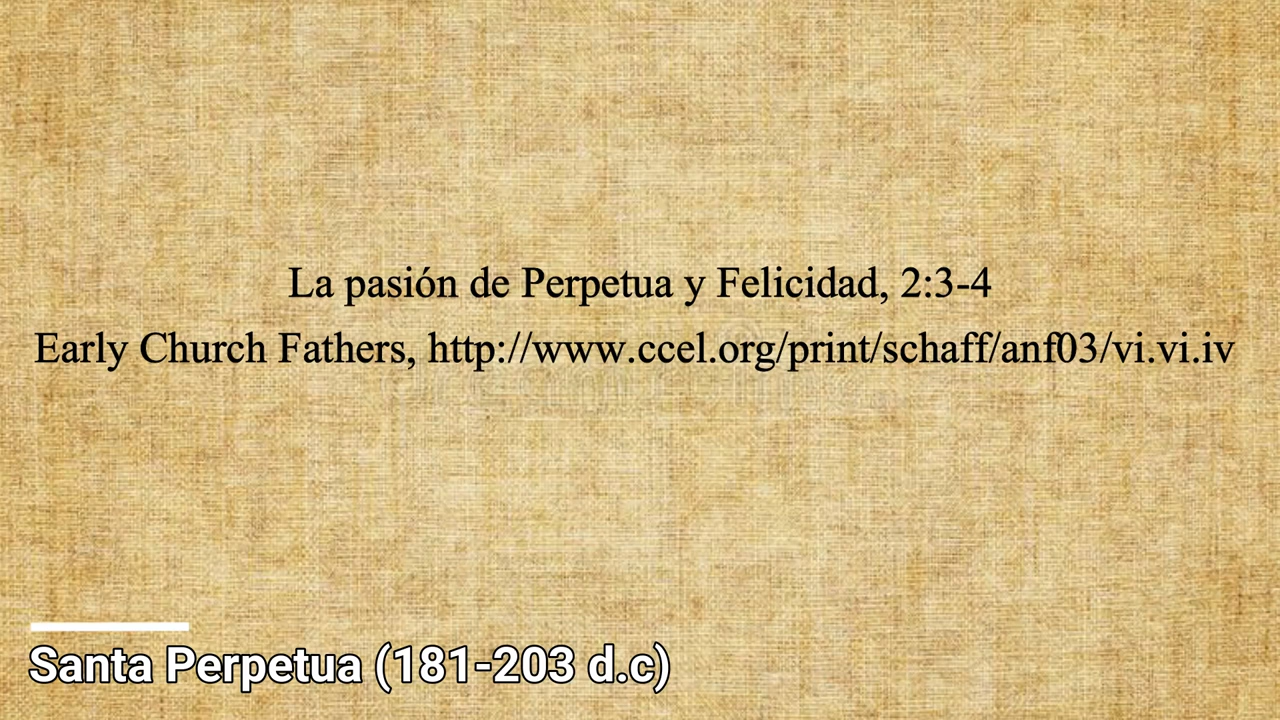 La pasión de Perpetua y Felicidad, 2:3-4
Early Church Fathers, http://www.ccel.org/print/schaff/anf03/vi.vi.iv
Santa Perpetua (181-203 d.c)